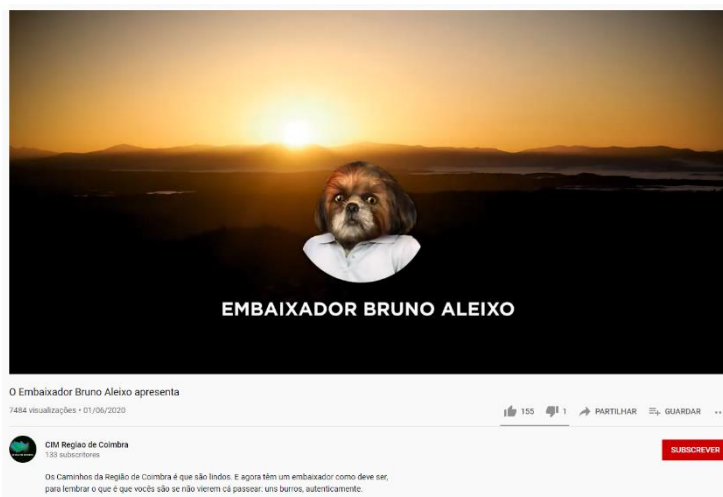 EMBAIXADOR BRUNO ALEIXO
O Embaixador Bruno Aleixo apresenta
7484 visualizações • 01/06/2020
155 1 PARTILHAR GUARDAR ...
CIM Regiao de Coimbra
133 subscritores
SUBSCREVER
Os Caminhos da Região de Coimbra é que são lindos. E agora têm um embaixador como deve ser,
para lembrar o que é que vocês são se não vierem cá passear: uns burros, autenticamente.